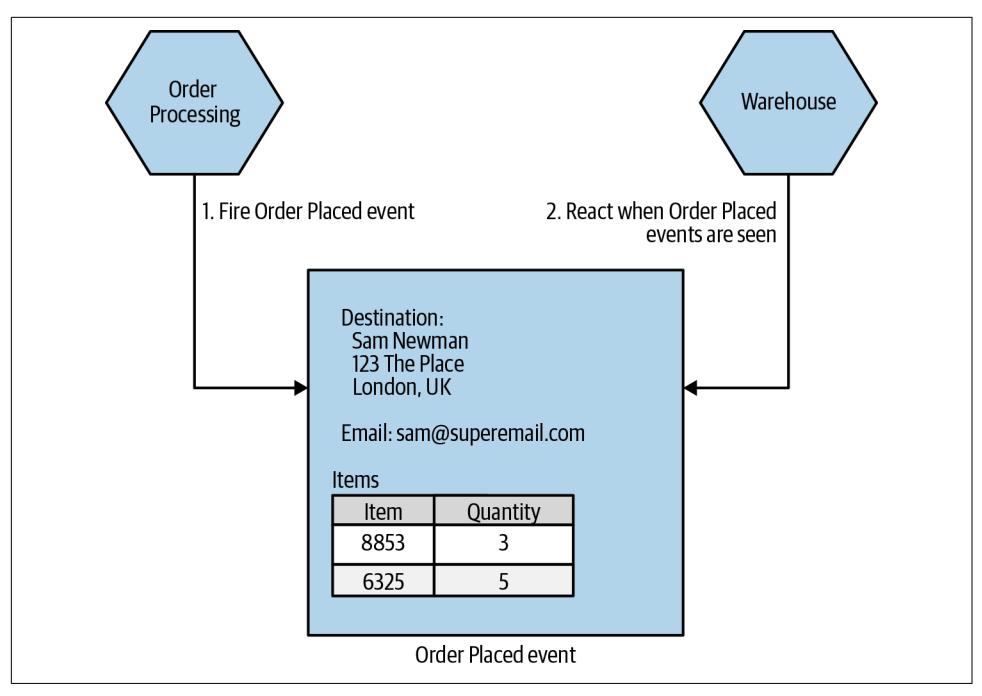 Order
Processing
Warehouse
1. Fire Order Placed event
2. React when Order Placed
events are seen
Destination:
Sam Newman
123 The Place
London, UK
Email: sam@superemail.com
Items
Item Quantity
8853 3
6325 5
Order Placed event